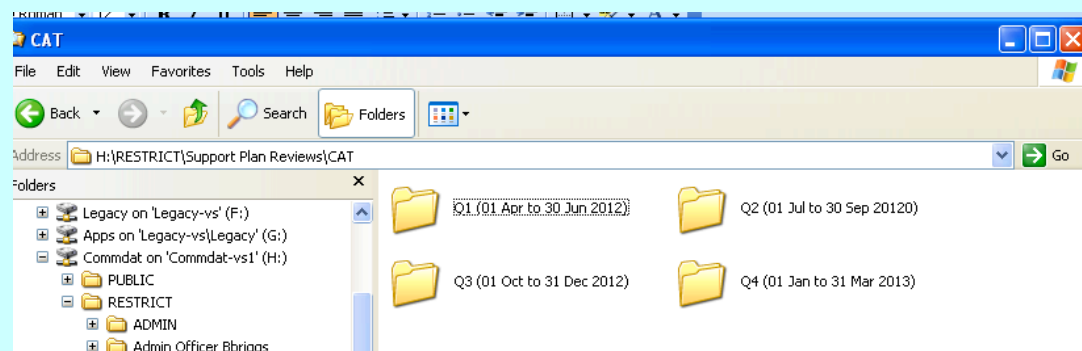 Roman 12 B I U
CAT
File Edit View Favorites Tools Help
Back Search Folders
Address H:\RESTRICT\Support Plan Reviews\CAT Go
Folders
Legacy on 'Legacy-vs' (F:)
Apps on 'Legacy-vs\Legacy' (G:)
Commdat on 'Commdat-vs1' (H:)
PUBLIC
RESTRICT
ADMIN
Admin Officer Bbriggs
Q1 (01 Apr to 30 Jun 2012) Q2 (01 Jul to 30 Sep 20120)
Q3 (01 Oct to 31 Dec 2012) Q4 (01 Jan to 31 Mar 2013)